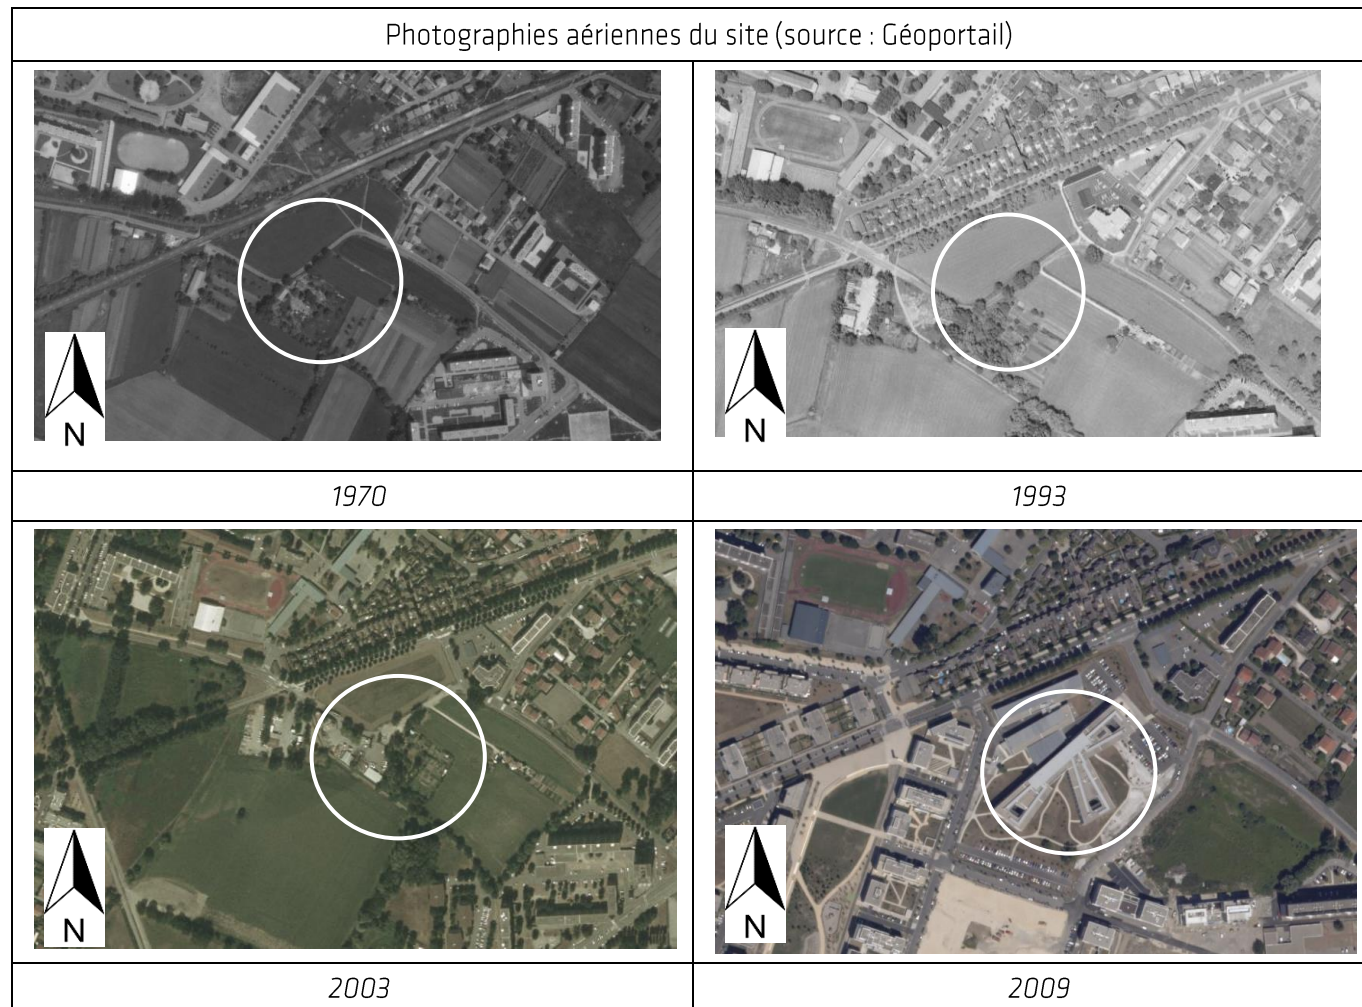 Photographies aériennes du site (source : Géoportail)
N
N
1970
1993
N
N
2003
2009